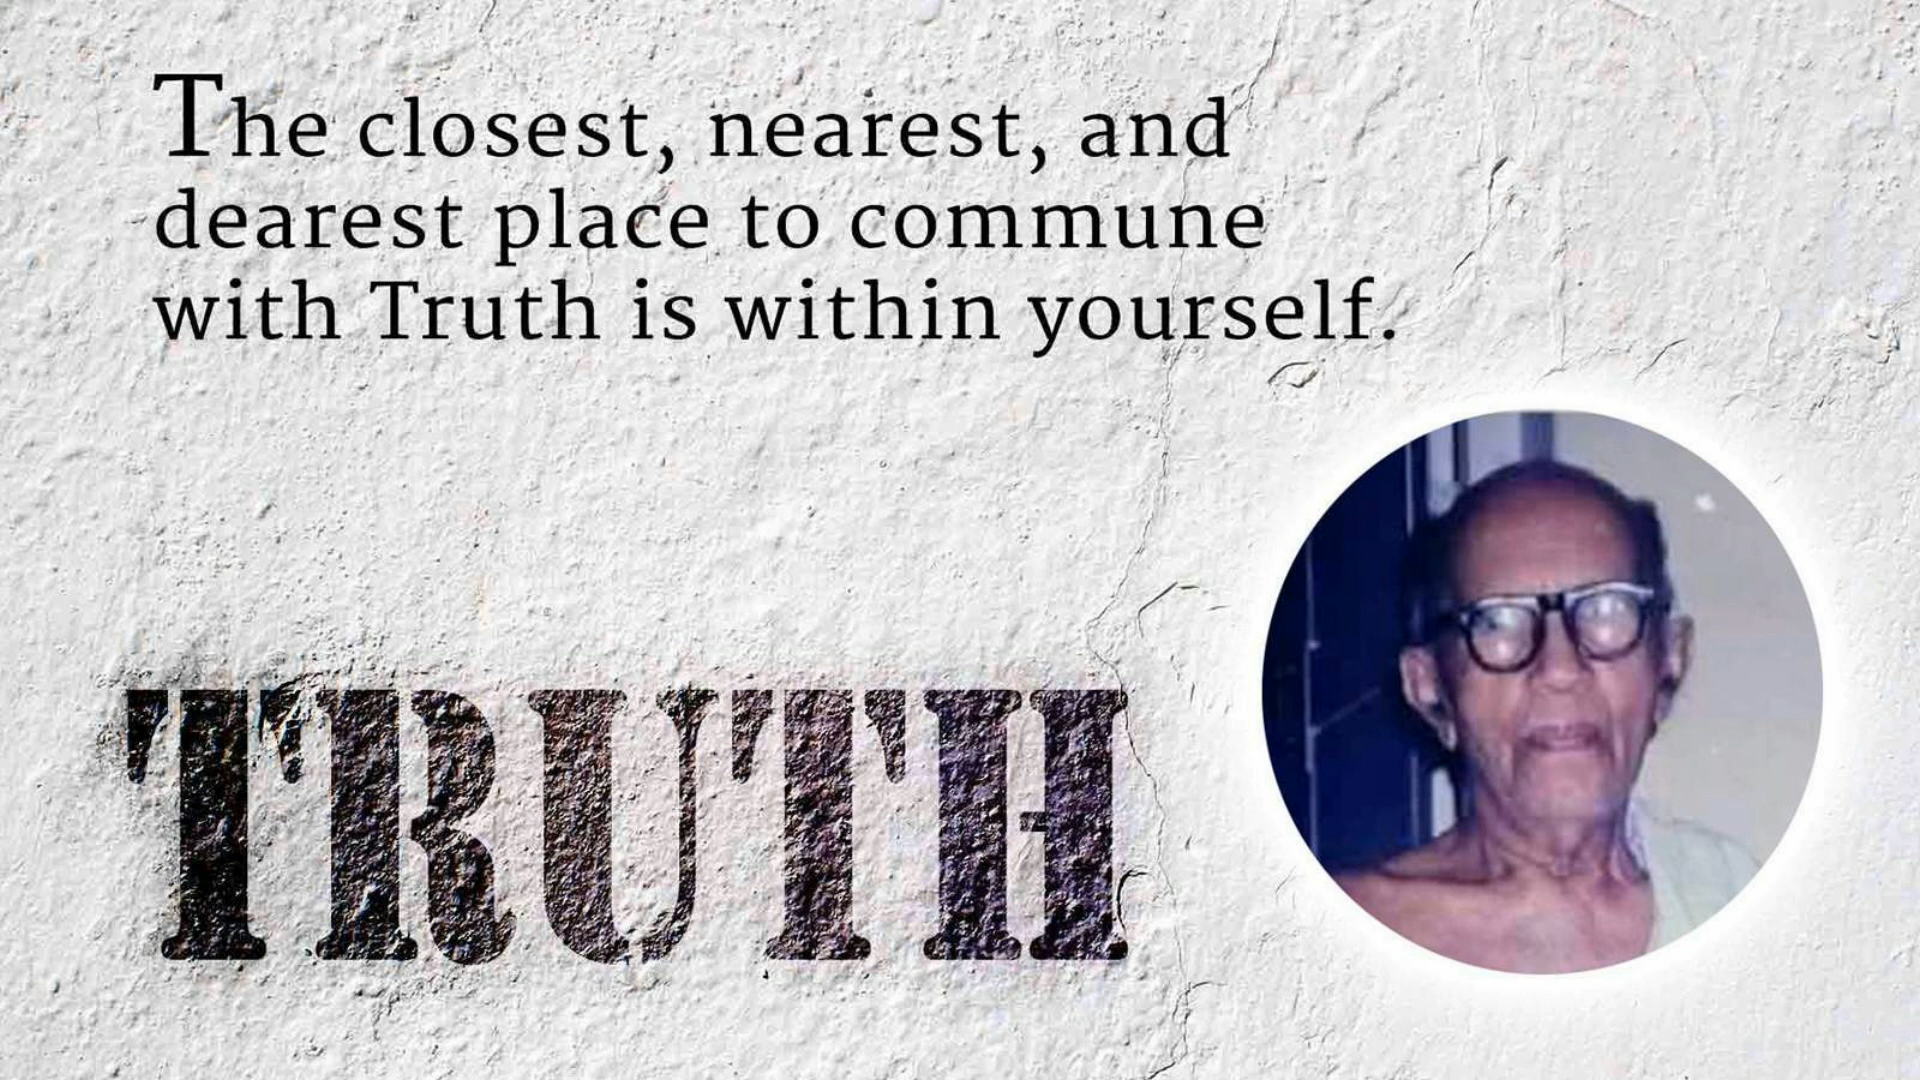 The closest, nearest, and
dearest place to commune
with Truth is within yourself.
TRUTH